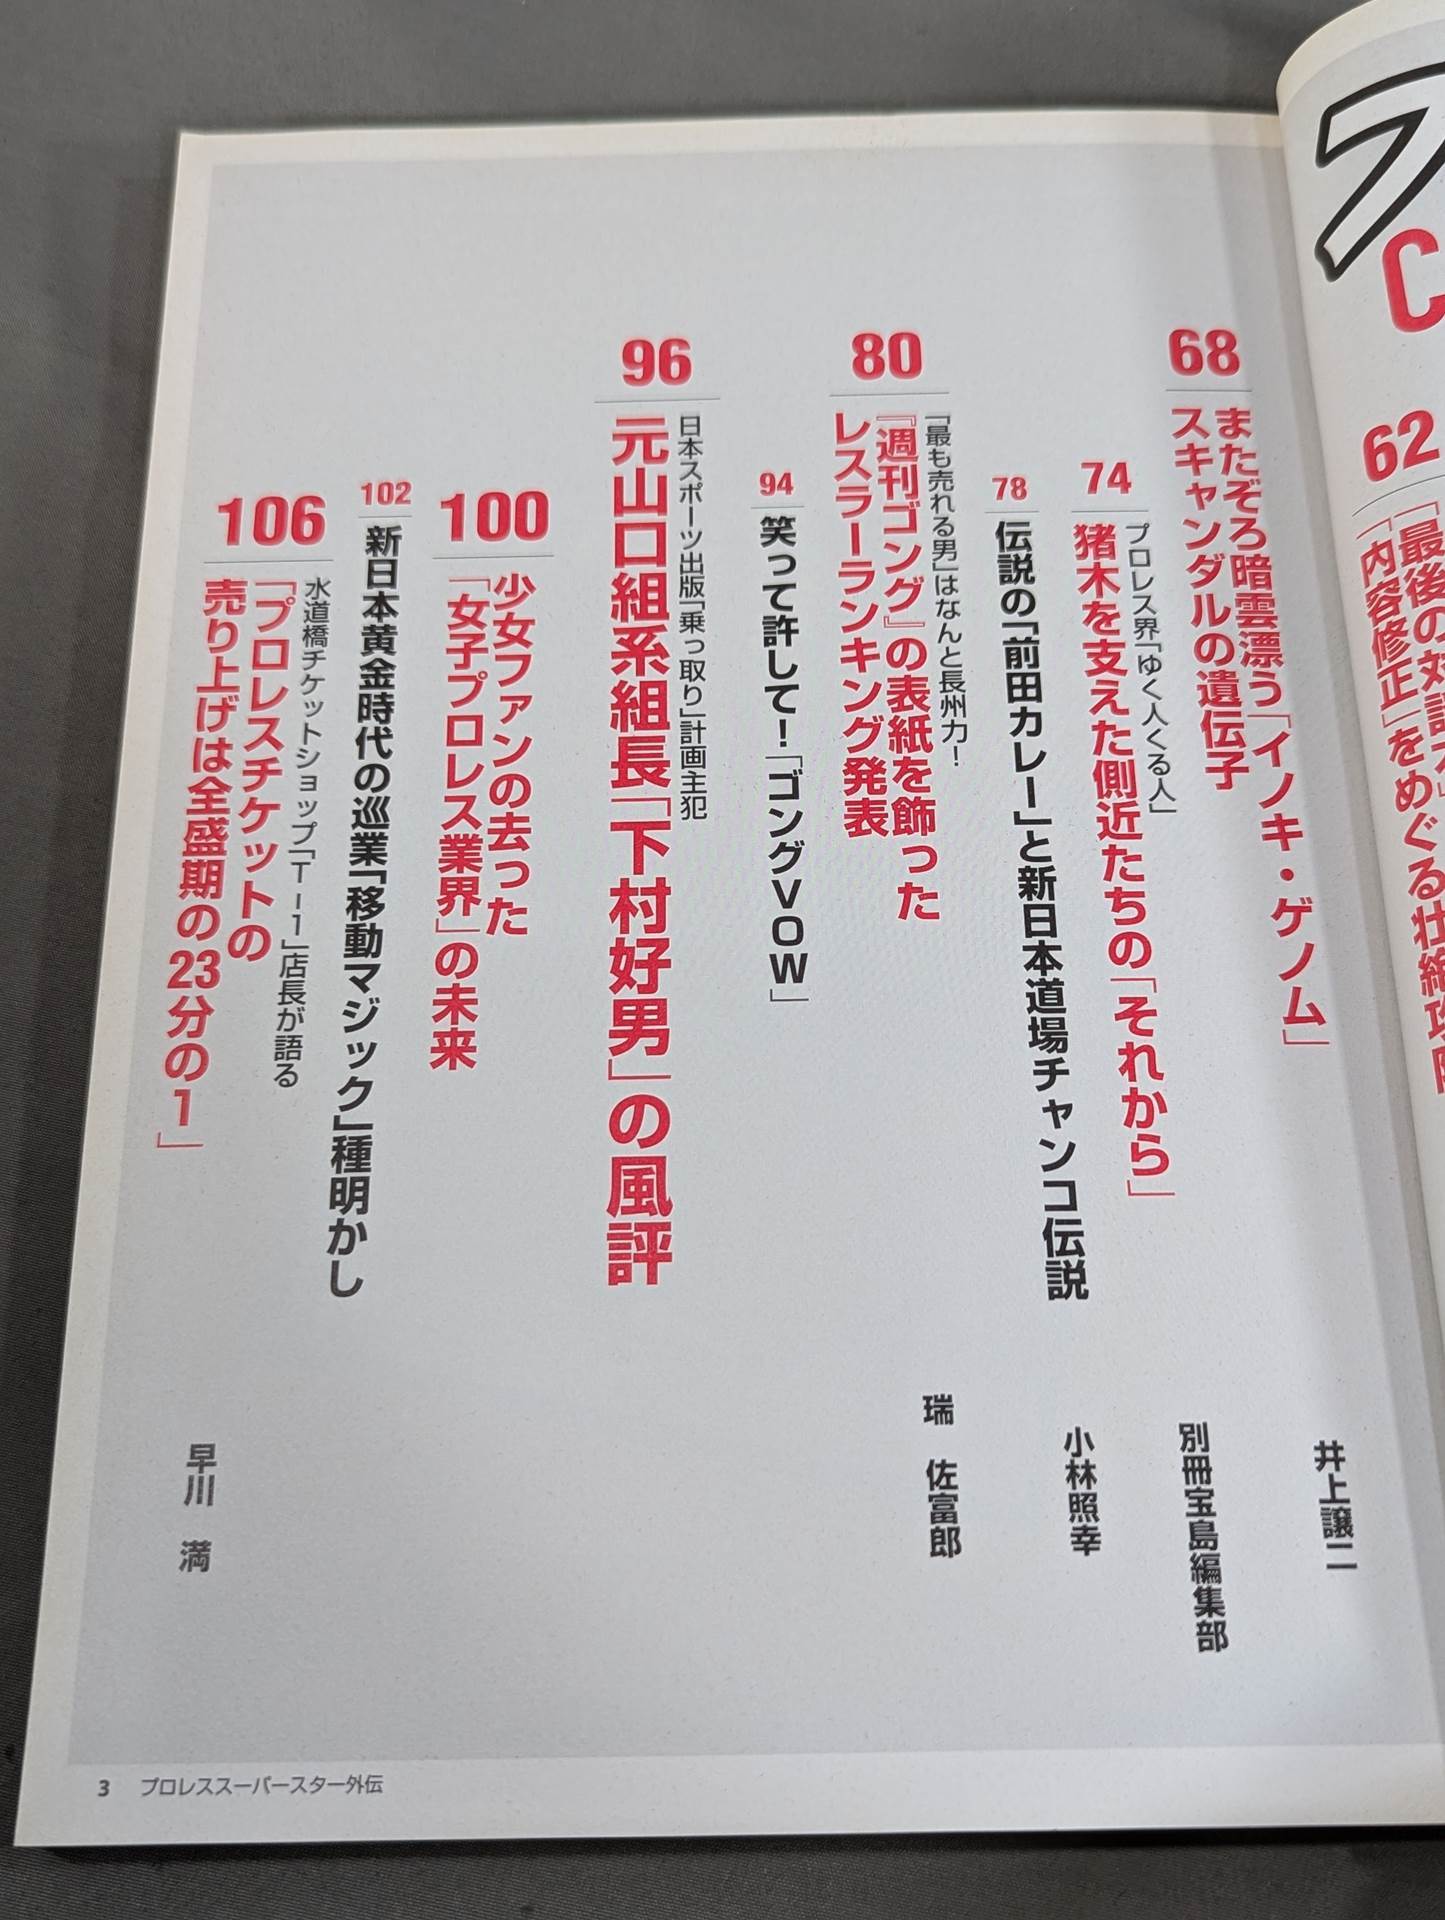 62
「内容修正」をめぐる壮絶
68
またぞろ暗雲漂う「イノキ・ゲノム」
スキャンダルの遺伝子
井上譲二
74
プロレス界「ゆく人くる人」
猪木を支えた側近たちの「それから」
別冊宝島編集部
78
伝説の「前田カレー」と新日本道場チャンコ伝説
小林照幸
80
「最も売れる男」はなんと長州力!
『週刊ゴング』の表紙を飾った
レスラーランキング発表
瑞 佐富郎
94
笑って許して!「ゴングVOW」
96
日本スポーツ出版「乗っ取り」計画主犯
元山口組系組長「下村好男」の風評
100
少女ファンの去った
「女子プロレス業界」の未来
102
新日本黄金時代の巡業「移動マジック」種明かし
106
水道橋チケットショップ「T-1」店長が語る
「プロレスチケットの
売り上げは全盛期の23分の1」
早川 満
3 プロレススーパースター外伝